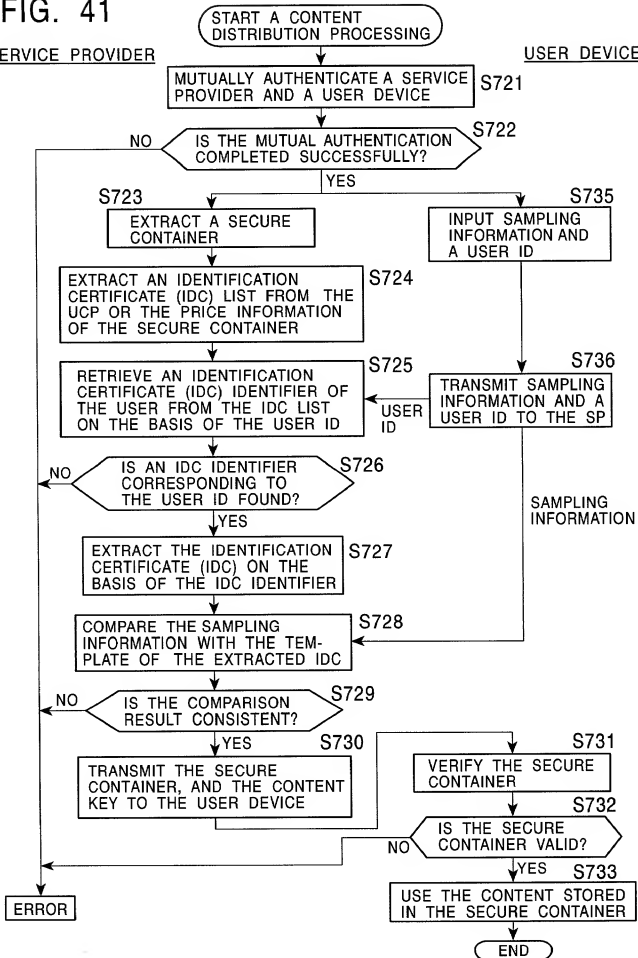 FIG. 41
START A CONTENT
DISTRIBUTION PROCESSING
ERVICE PROVIDER
USER DEVICE
MUTUALLY AUTHENTICATE A SERVICE
PROVIDER AND A USER DEVICE
S721
IS THE MUTUAL AUTHENTICATION
COMPLETED SUCCESSFULLY?
S722
NO
YES
S723
EXTRACT A SECURE
CONTAINER
S735
INPUT SAMPLING
INFORMATION AND
A USER ID
S724
EXTRACT AN IDENTIFICATION
CERTIFICATE (IDC) LIST FROM THE
UCP OR THE PRICE INFORMATION
OF THE SECURE CONTAINER
S725
RETRIEVE AN IDENTIFICATION
CERTIFICATE (IDC) IDENTIFIER OF
THE USER FROM THE IDC LIST
ON THE BASIS OF THE USER ID
S736
TRANSMIT SAMPLING
INFORMATION AND A
USER ID TO THE SP
USER
ID
S726
IS AN IDC IDENTIFIER
CORRESPONDING TO
THE USER ID FOUND?
NO
YES
SAMPLING
INFORMATION
S727
EXTRACT THE IDENTIFICATION
CERTIFICATE (IDC) ON THE
BASIS OF THE IDC IDENTIFIER
S728
COMPARE THE SAMPLING
INFORMATION WITH THE TEM-
PLATE OF THE EXTRACTED IDC
S729
IS THE COMPARISON
RESULT CONSISTENT?
NO
YES
S730
TRANSMIT THE SECURE
CONTAINER, AND THE CONTENT
KEY TO THE USER DEVICE
S731
VERIFY THE SECURE
CONTAINER
S732
IS THE SECURE
CONTAINER VALID?
NO
YES
S733
USE THE CONTENT STORED
IN THE SECURE CONTAINER
ERROR
END